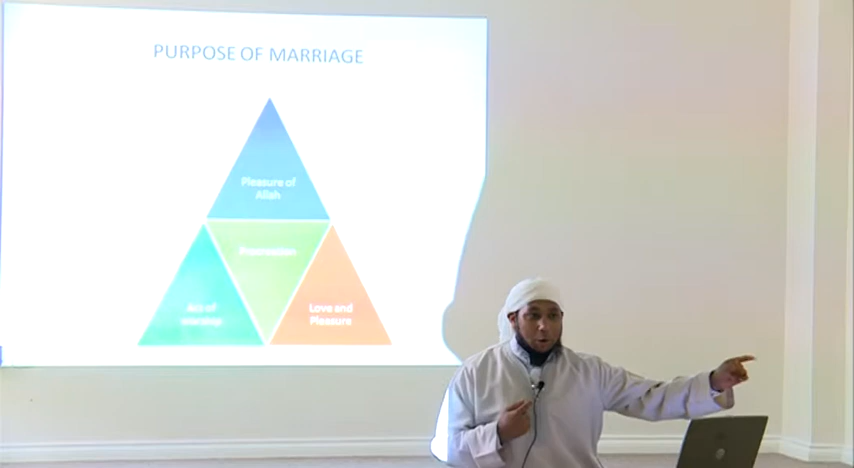 PURPOSE OF MARRIAGE
Pleasure of
Allah
Act of
Love and
Pleasure